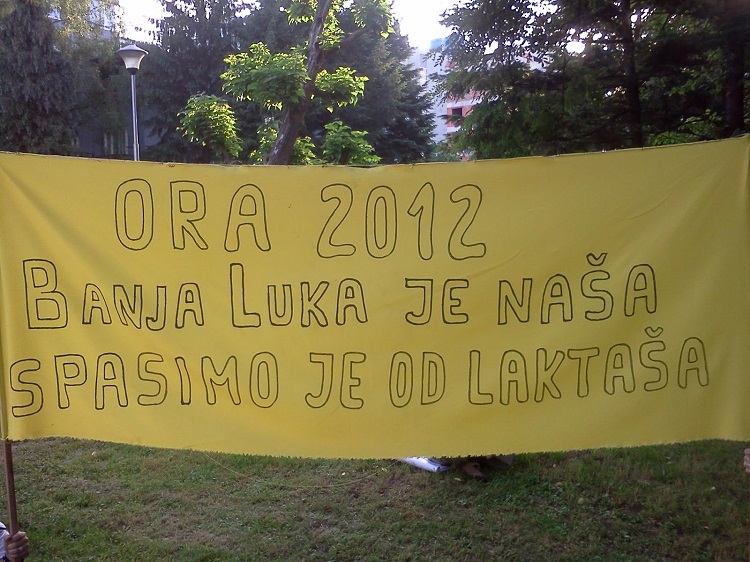 ORA 2012
BANJA LUKA JE NAŠA
SPASIMO JE OD LAKTAŠA